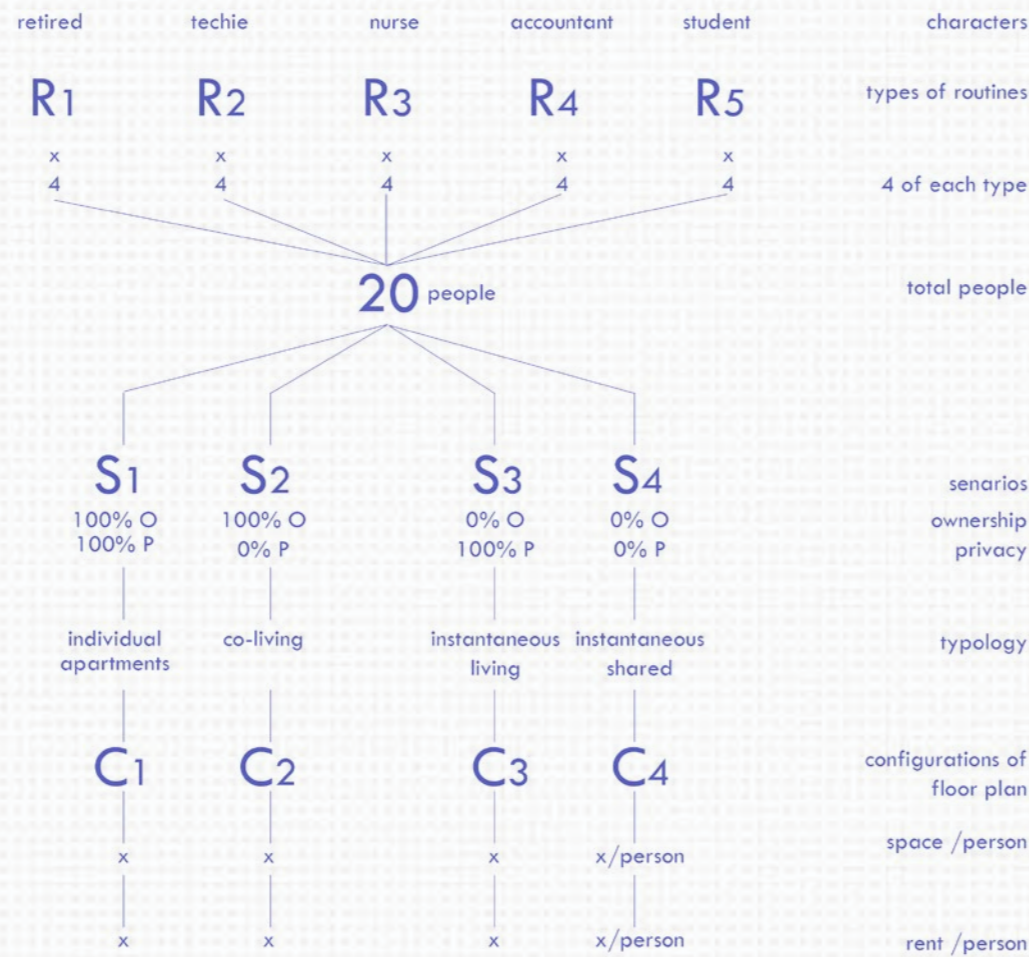 retired techie nurse accountant student characters
R1 R2 R3 R4 R5 types of routines
x x x x x
4 4 4 4 4 4 of each type
20 people total people
S1 S2 S3 S4 senarios
100% O 100% O 0% O 0% O ownership
100% P 0% P 100% P 0% P privacy
individual co-living instantaneous instantaneous typology
apartments living shared
C1 C2 C3 C4 configurations of
floor plan
x x x x/person space /person
x x x x/person rent /person